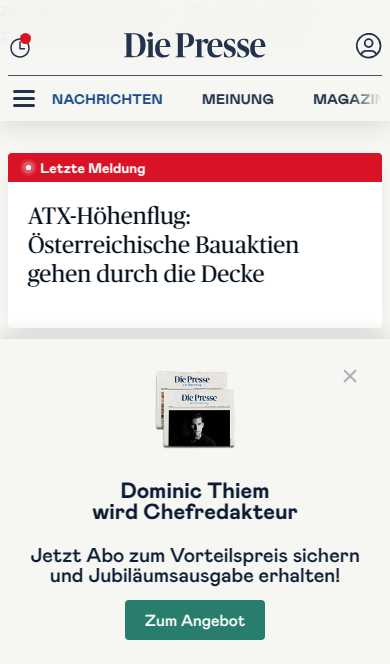 Die Presse
NACHRICHTEN MEINUNG MAGAZIN
Letzte Meldung
ATX-Höhenflug:
Österreichische Bauaktien
gehen durch die Decke
Die Presse
Die Presse
Dominic Thiem
wird Chefredakteur
Jetzt Abo zum Vorteilspreis sichern
und Jubiläumsausgabe erhalten!
Zum Angebot